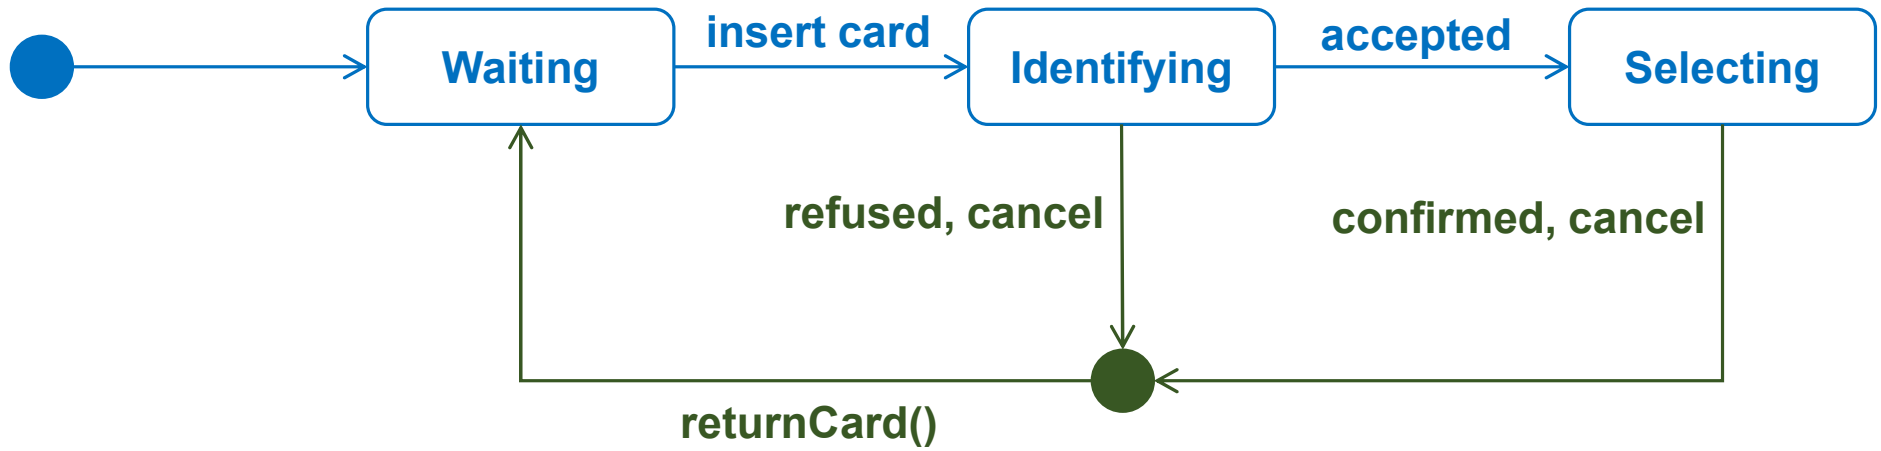 insert card
accepted
Waiting
Identifying
Selecting
refused, cancel
confirmed, cancel
returnCard()